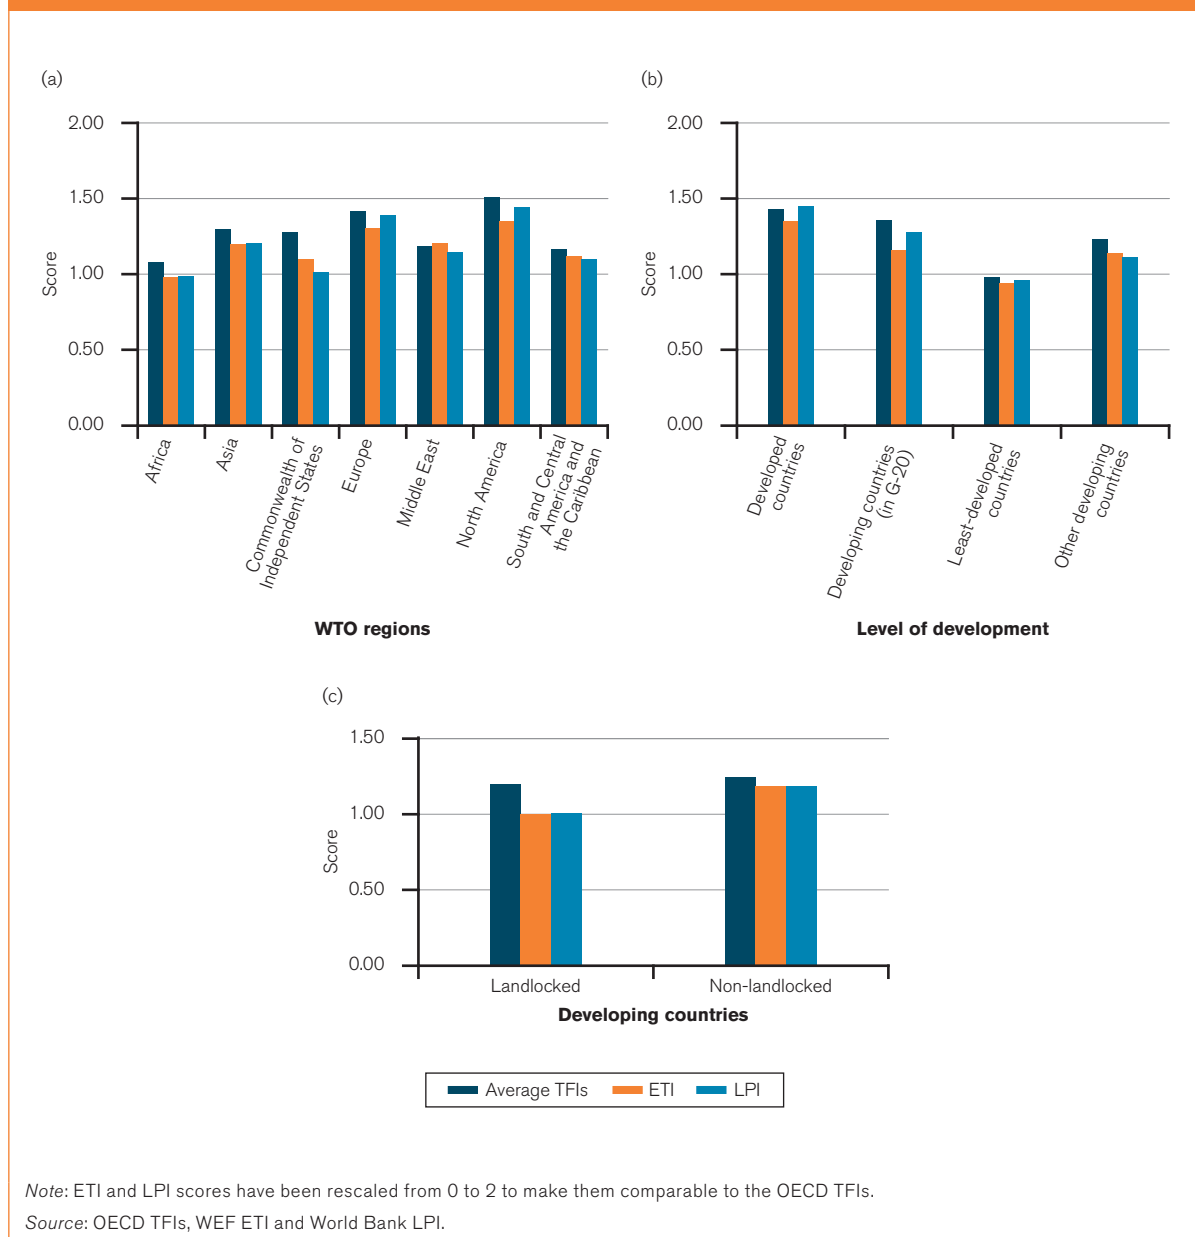 (a)
2.00
1.50
1.00
0.50
0.00
Score
Africa
Asia
Commonwealth of
Independent States
Europe
Middle East
North America
South and Central
America and
the Caribbean
WTO regions
(b)
2.00
1.50
1.00
0.50
0.00
Score
Developed
countries
Developing countries
(in G-20)
Least-developed
countries
Other developing
countries
Level of development
(c)
1.50
1.00
0.50
0.00
Score
Landlocked
Non-landlocked
Developing countries
Average TFIs ETI LPI
Note: ETI and LPI scores have been rescaled from 0 to 2 to make them comparable to the OECD TFIs.
Source: OECD TFIs, WEF ETI and World Bank LPI.